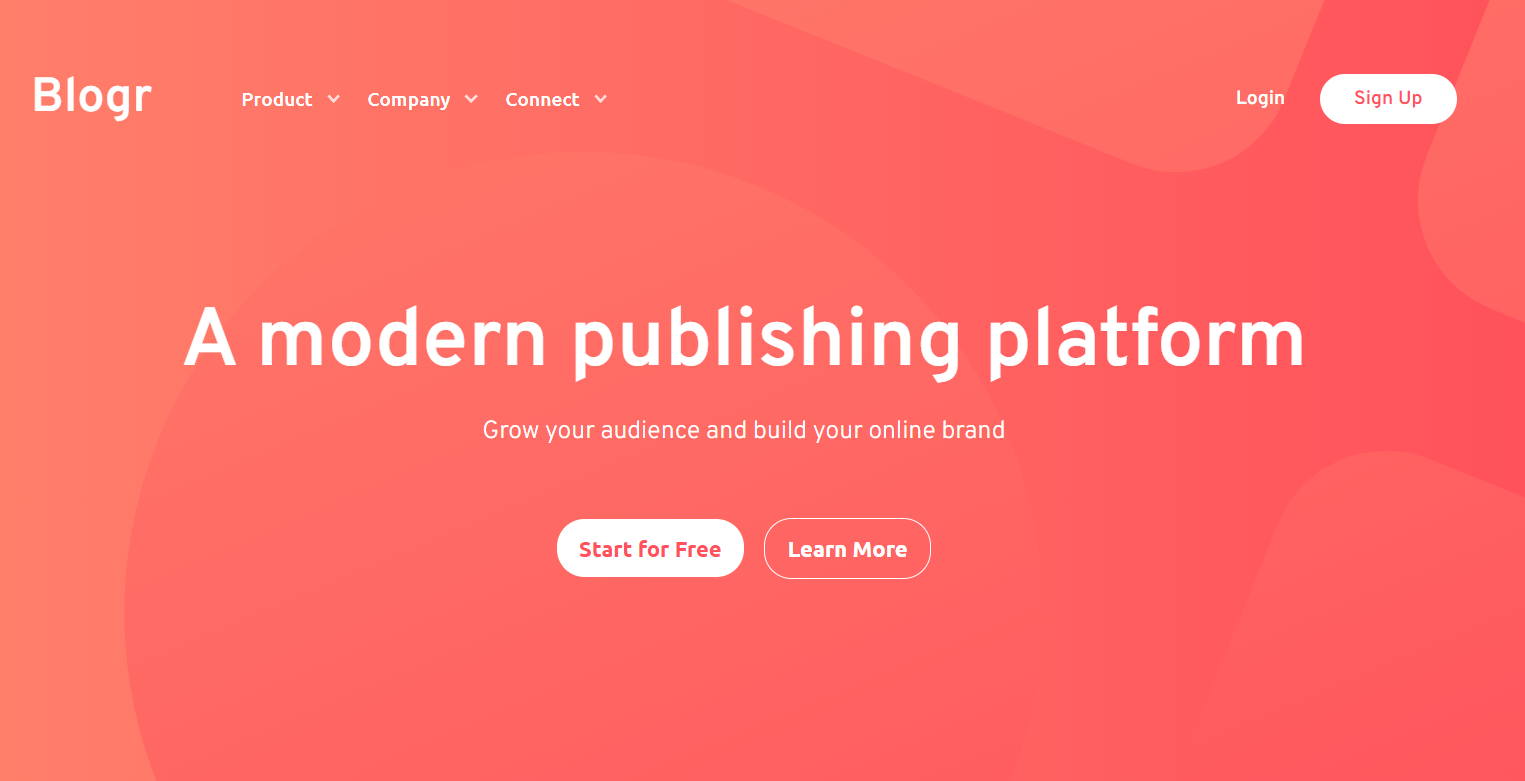 Blogr
Product
Company
Connect
Login
Sign Up
A modern publishing platform
Grow your audience and build your online brand
Start for Free
Learn More